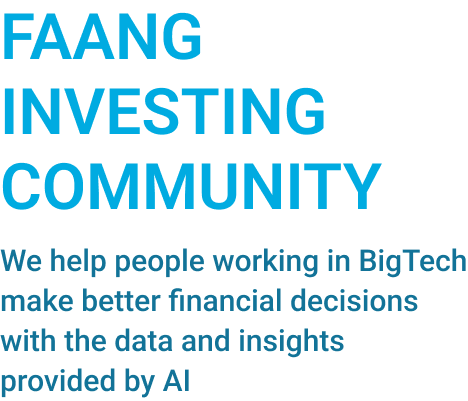 FAANG
INVESTING
COMMUNITY
We help people working in BigTech
make better financial decisions
with the data and insights
provided by AI